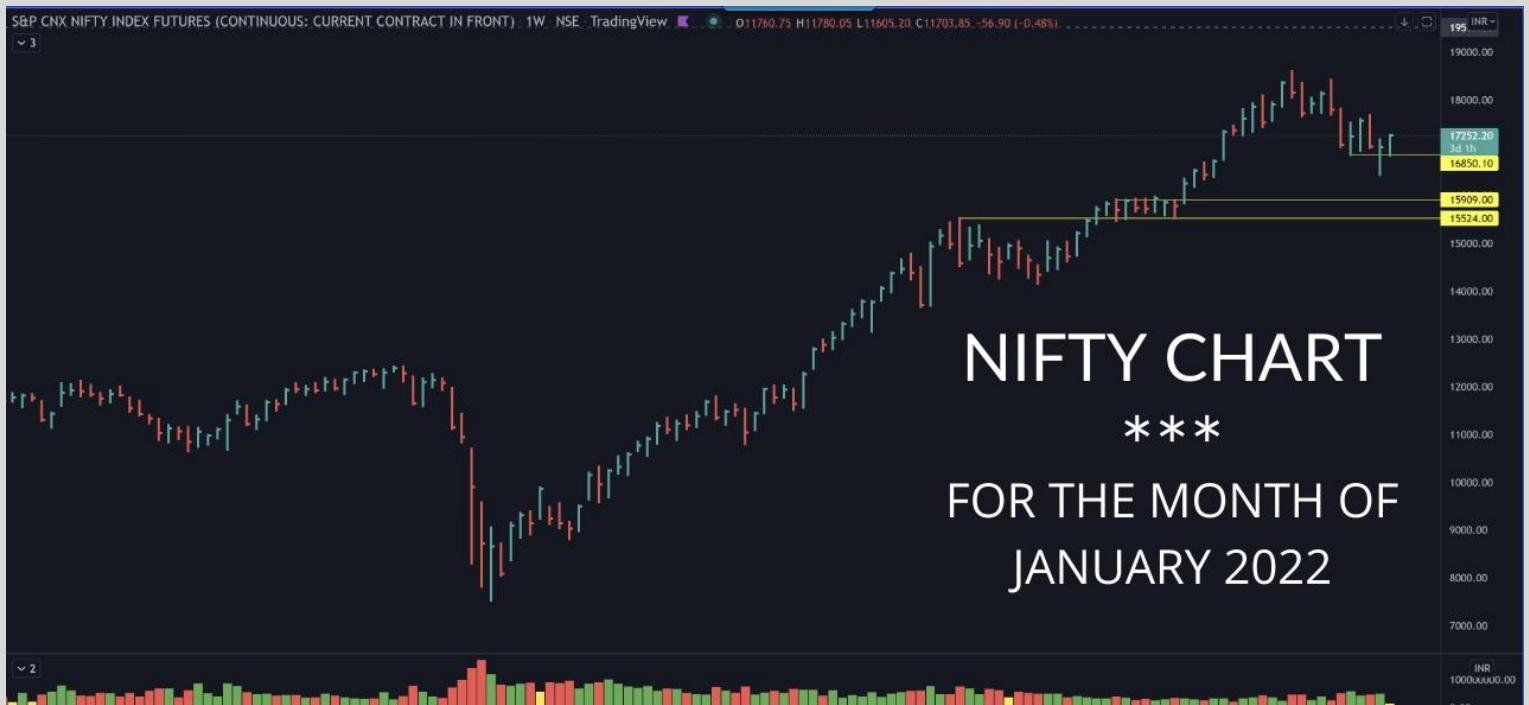 S&P CNX NIFTY INDEX FUTURES (CONTINUOUS: CURRENT CONTRACT IN FRONT) 1W NSE TradingView O11760.75 H11780.05 L11605.20 C11703.85 -56.90 (-0.48%)
INR
3
19000.00
18000.00
17252.20
3d 1h
16850.10
15909.00
15524.00
15000.00
14000.00
13000.00
12000.00
11000.00
10000.00
9000.00
8000.00
7000.00
NIFTY CHART
***
FOR THE MONTH OF
JANUARY 2022
2
INR